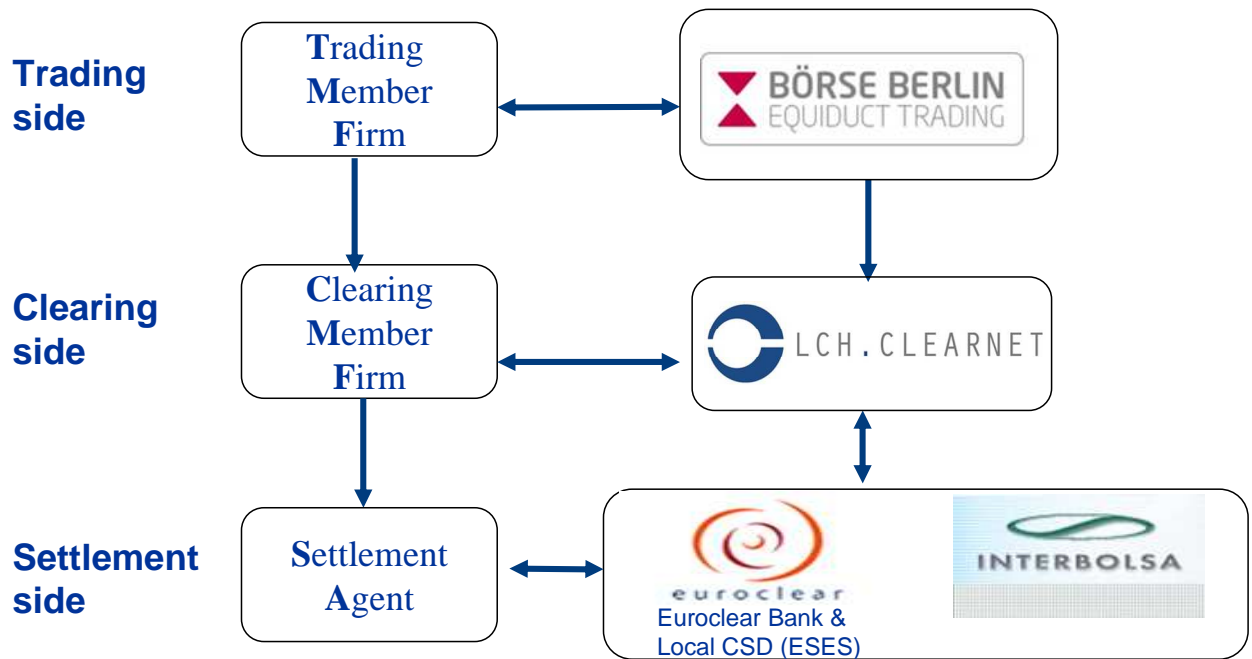 Trading
side
Trading
Member
Firm
BÖRSE BERLIN
EQUIDUCT TRADING
Clearing
side
Clearing
Member
Firm
LCH.CLEARNET
Settlement
side
Settlement
Agent
euroclear
Euroclear Bank &
Local CSD (ESES)
INTERBOLSA